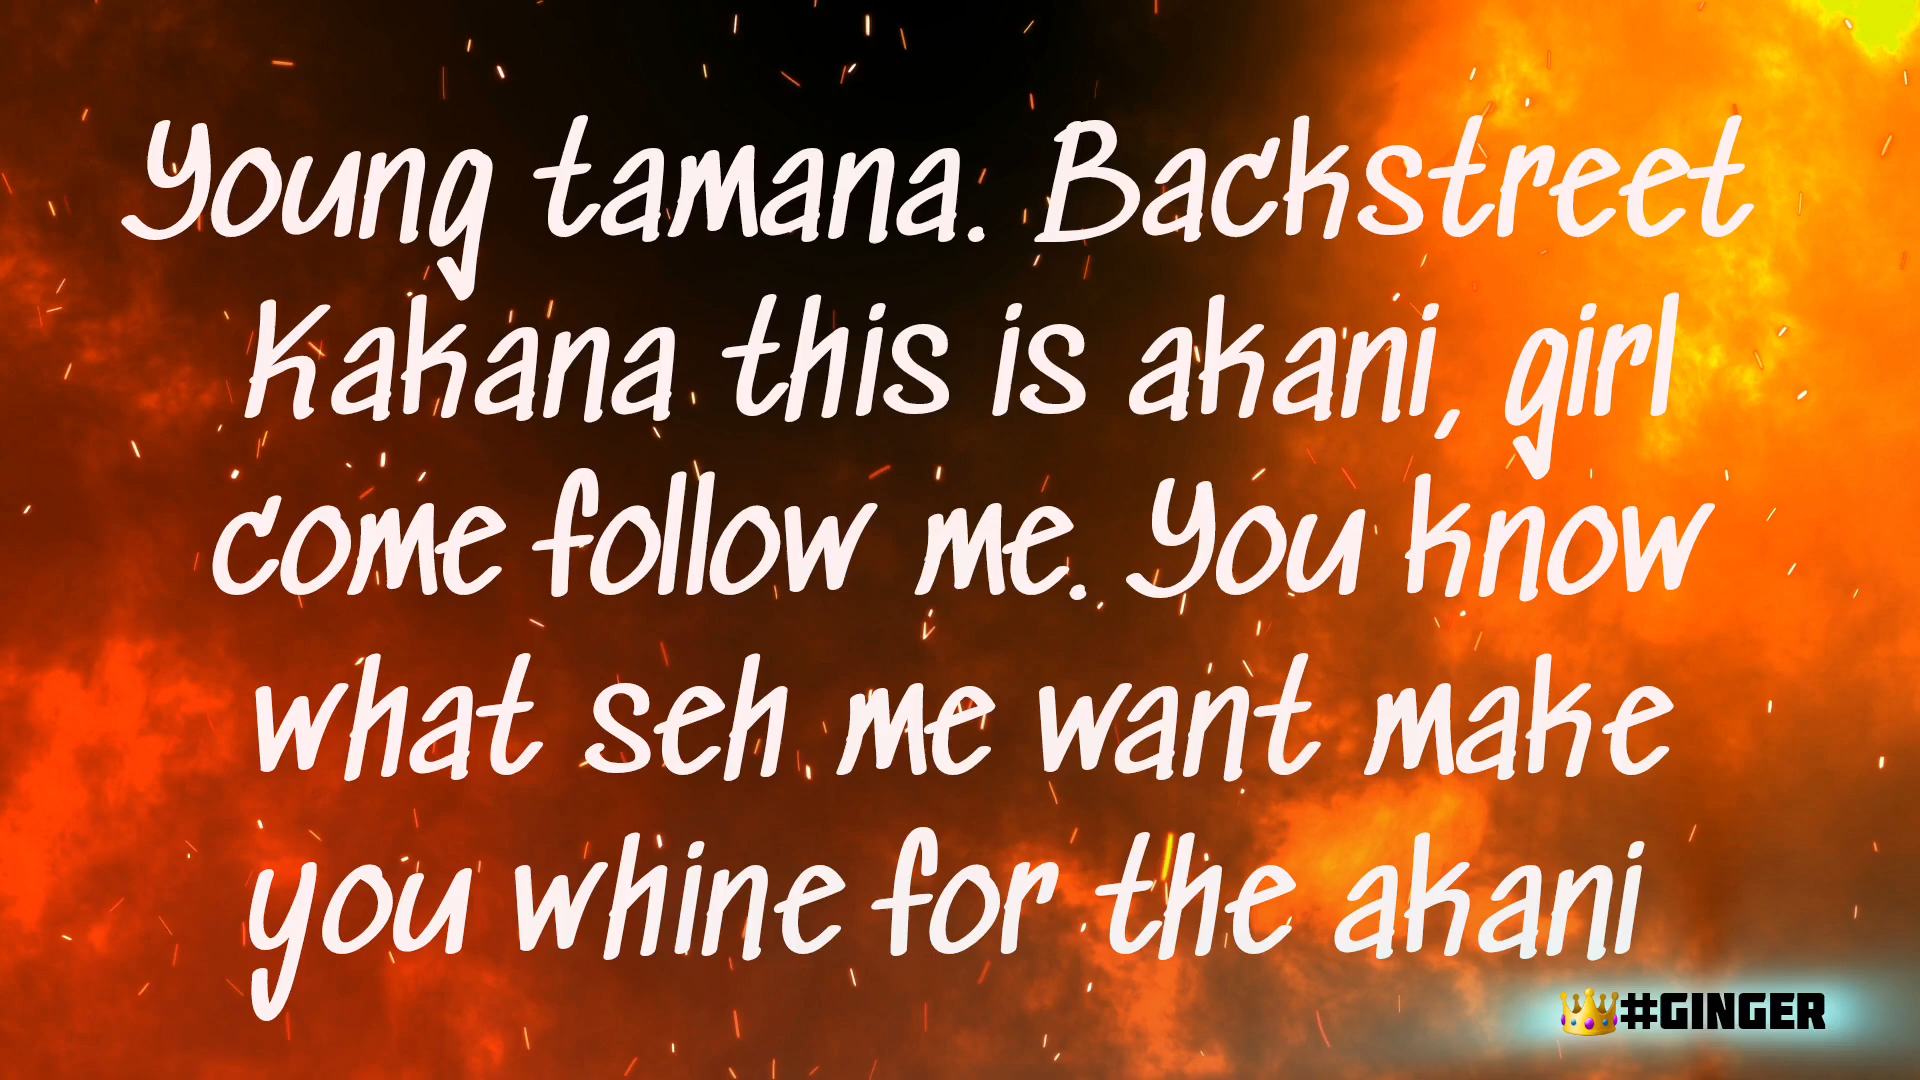 Young tamana. Backstreet
Kakana this is akani, girl
come follow me. You know
what seh me want make
you whine for the akani
👑#GINGER